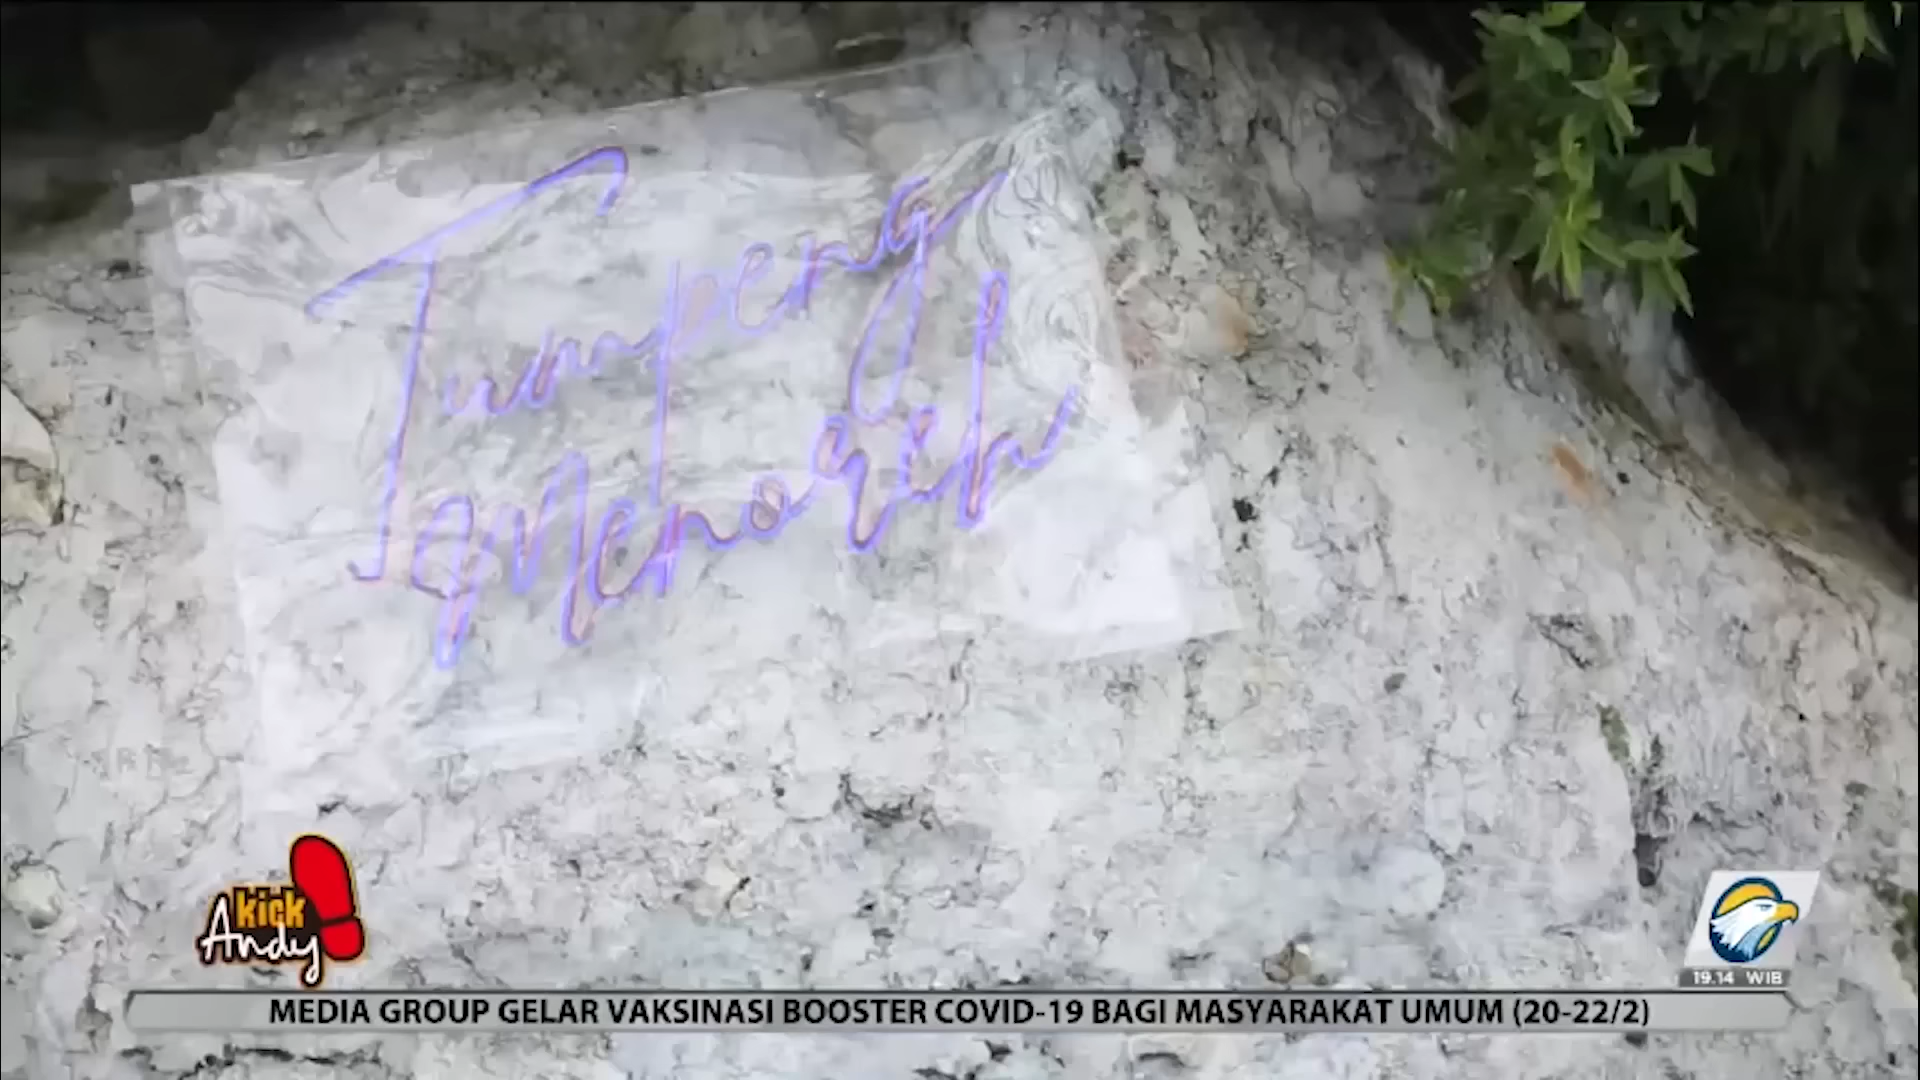 Tumpeng
Menoreh
kick
Andy
19.14 WIB
MEDIA GROUP GELAR VAKSINASI BOOSTER COVID-19 BAGI MASYARAKAT UMUM (20-22/2)